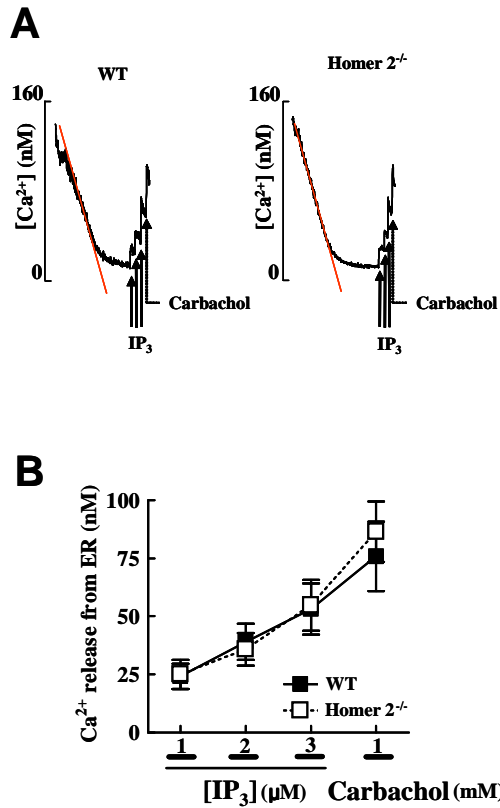 A
WT
Homer 2-/-
160
[Ca2+] (nM)
0
Carbachol
IP3
160
[Ca2+] (nM)
0
Carbachol
IP3
B
Ca2+ release from ER (nM)
100
75
50
25
0
WT
Homer 2-/-
1 2 3 1
[IP3] (μM) Carbachol (mM)